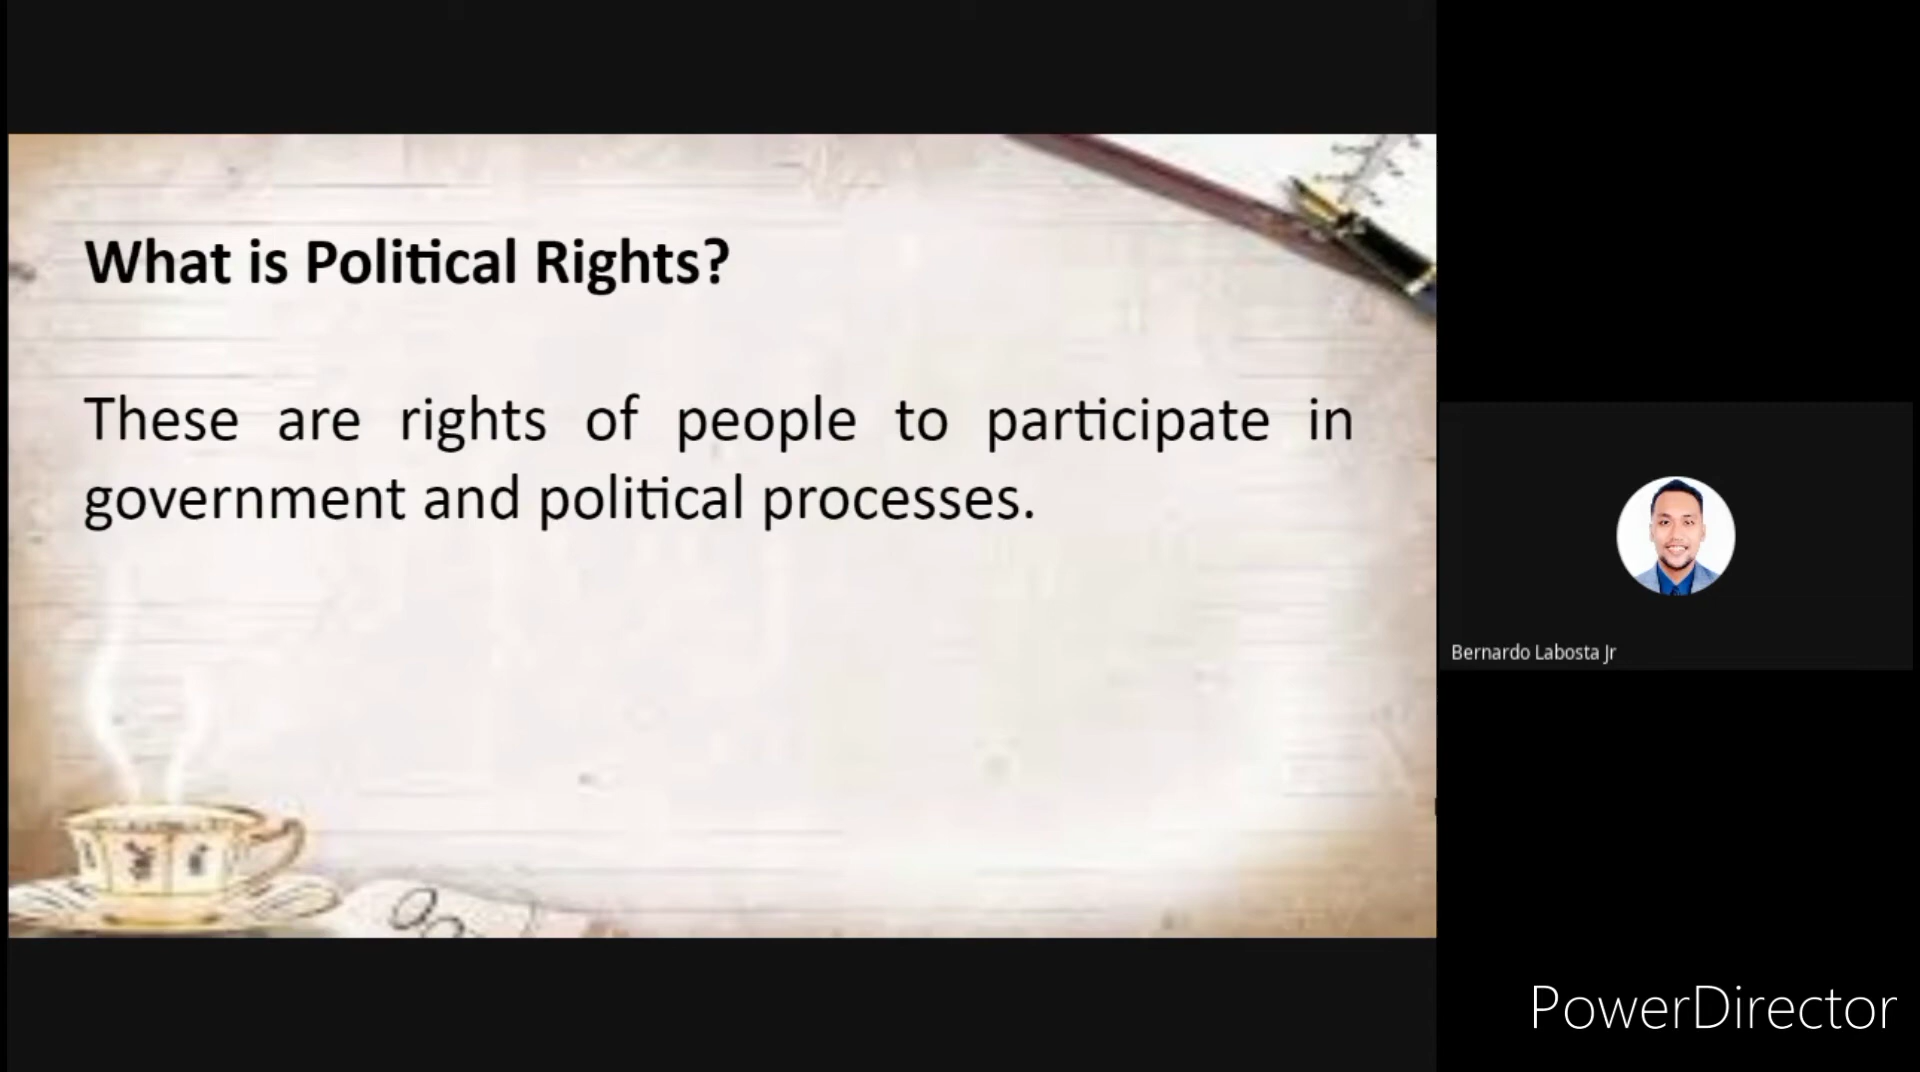 What is Political Rights?
These are rights of people to participate in
government and political processes.
Bernardo Labosta Jr
PowerDirector